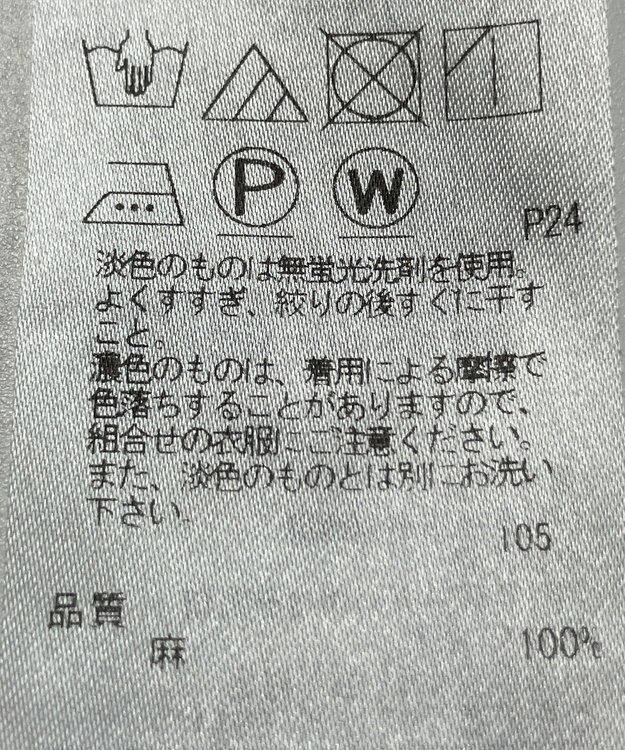 P W
P24
淡色のものは無蛍光洗剤を使用。
よくすすぎ、絞りの後すぐに干す
こと。
濃色のものは、着用による摩擦で
色落ちすることがありますので、
組合せの衣服にご注意ください。
また、淡色のものとは別にお洗い
下さい。
105
品質
麻 100%